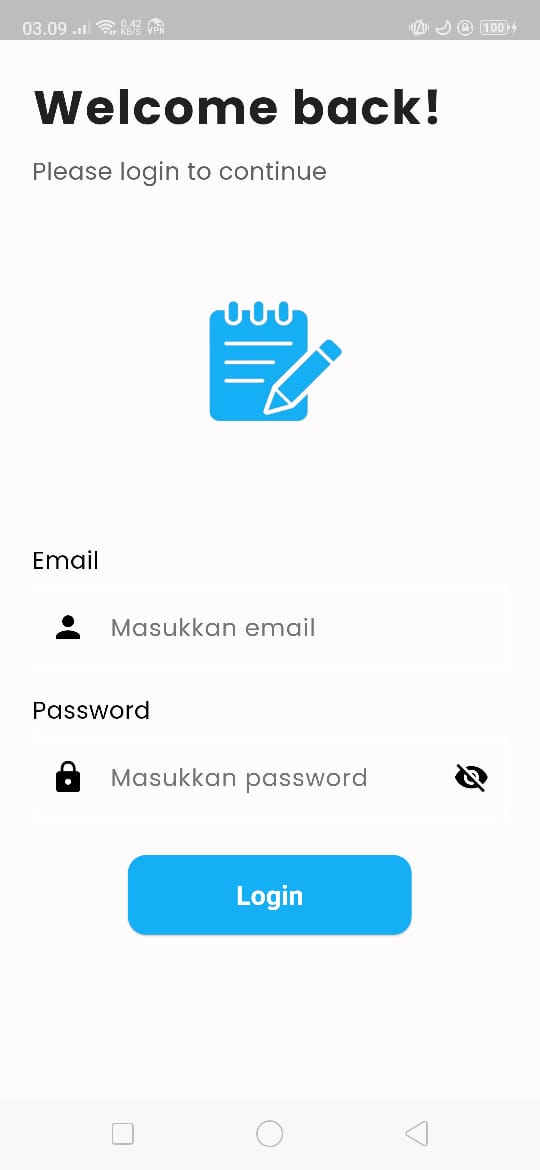 03.09 0.42 KB/S VPN 100
Welcome back!
Please login to continue
Email
Masukkan email
Password
Masukkan password
Login